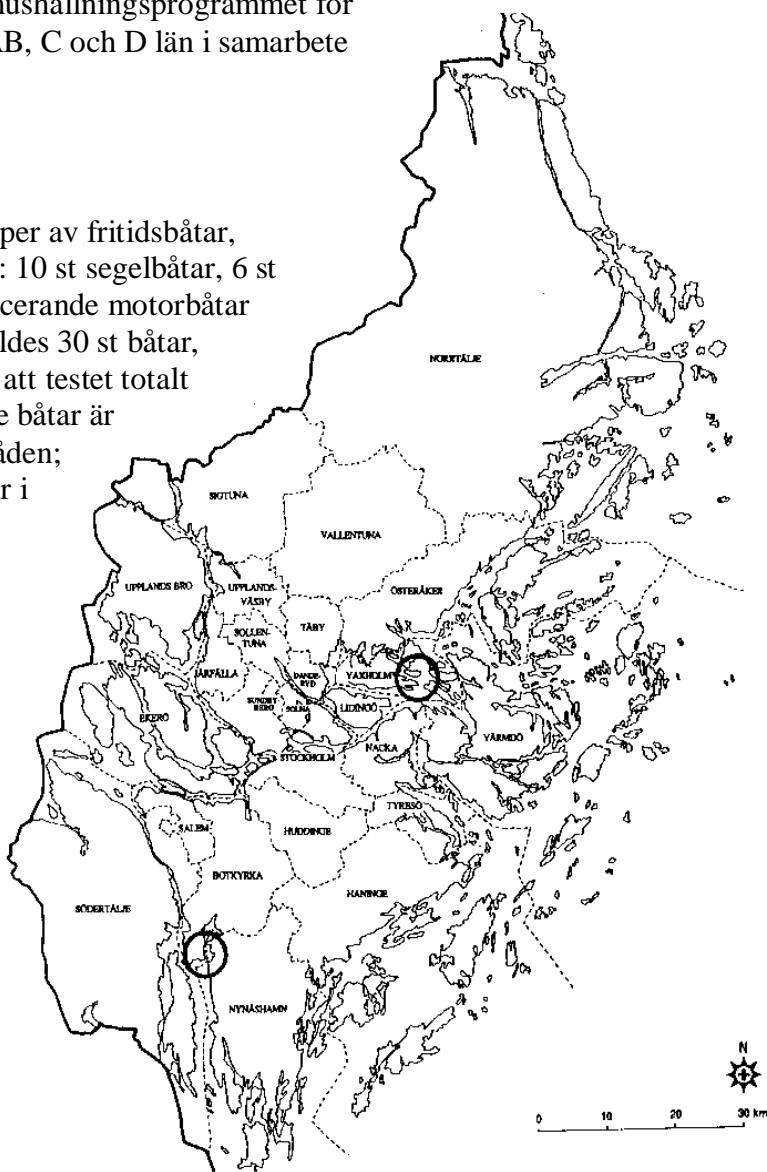 nushållningsprogrammet för
AB, C och D län i samarbete
per av fritidsbåtar,
: 10 st segelbåtar, 6 st
cerande motorbåtar
ldes 30 st båtar,
att testet totalt
e båtar är
åden;
r i
NORRTÄLJE
SIGTUNA
VALLENTUNA
UPPLANDS BRO
UPPLANDS-
VÄSBY
ÖSTERÅKER
SOLLEN-
TUNA
TÄBY
JÄRFÄLLA
DANDE-
RYD
VAXHOLM
SUNDBY
BERG
SOLNA
LIDINGÖ
EKERÖ
STOCKHOLM
NACKA
VÄRMDÖ
TYRESÖ
SALEM
HUDDINGE
BOTKYRKA
HANINGE
SÖDERTÄLJE
NYNÄSHAMN
N
0 10 20 30 km